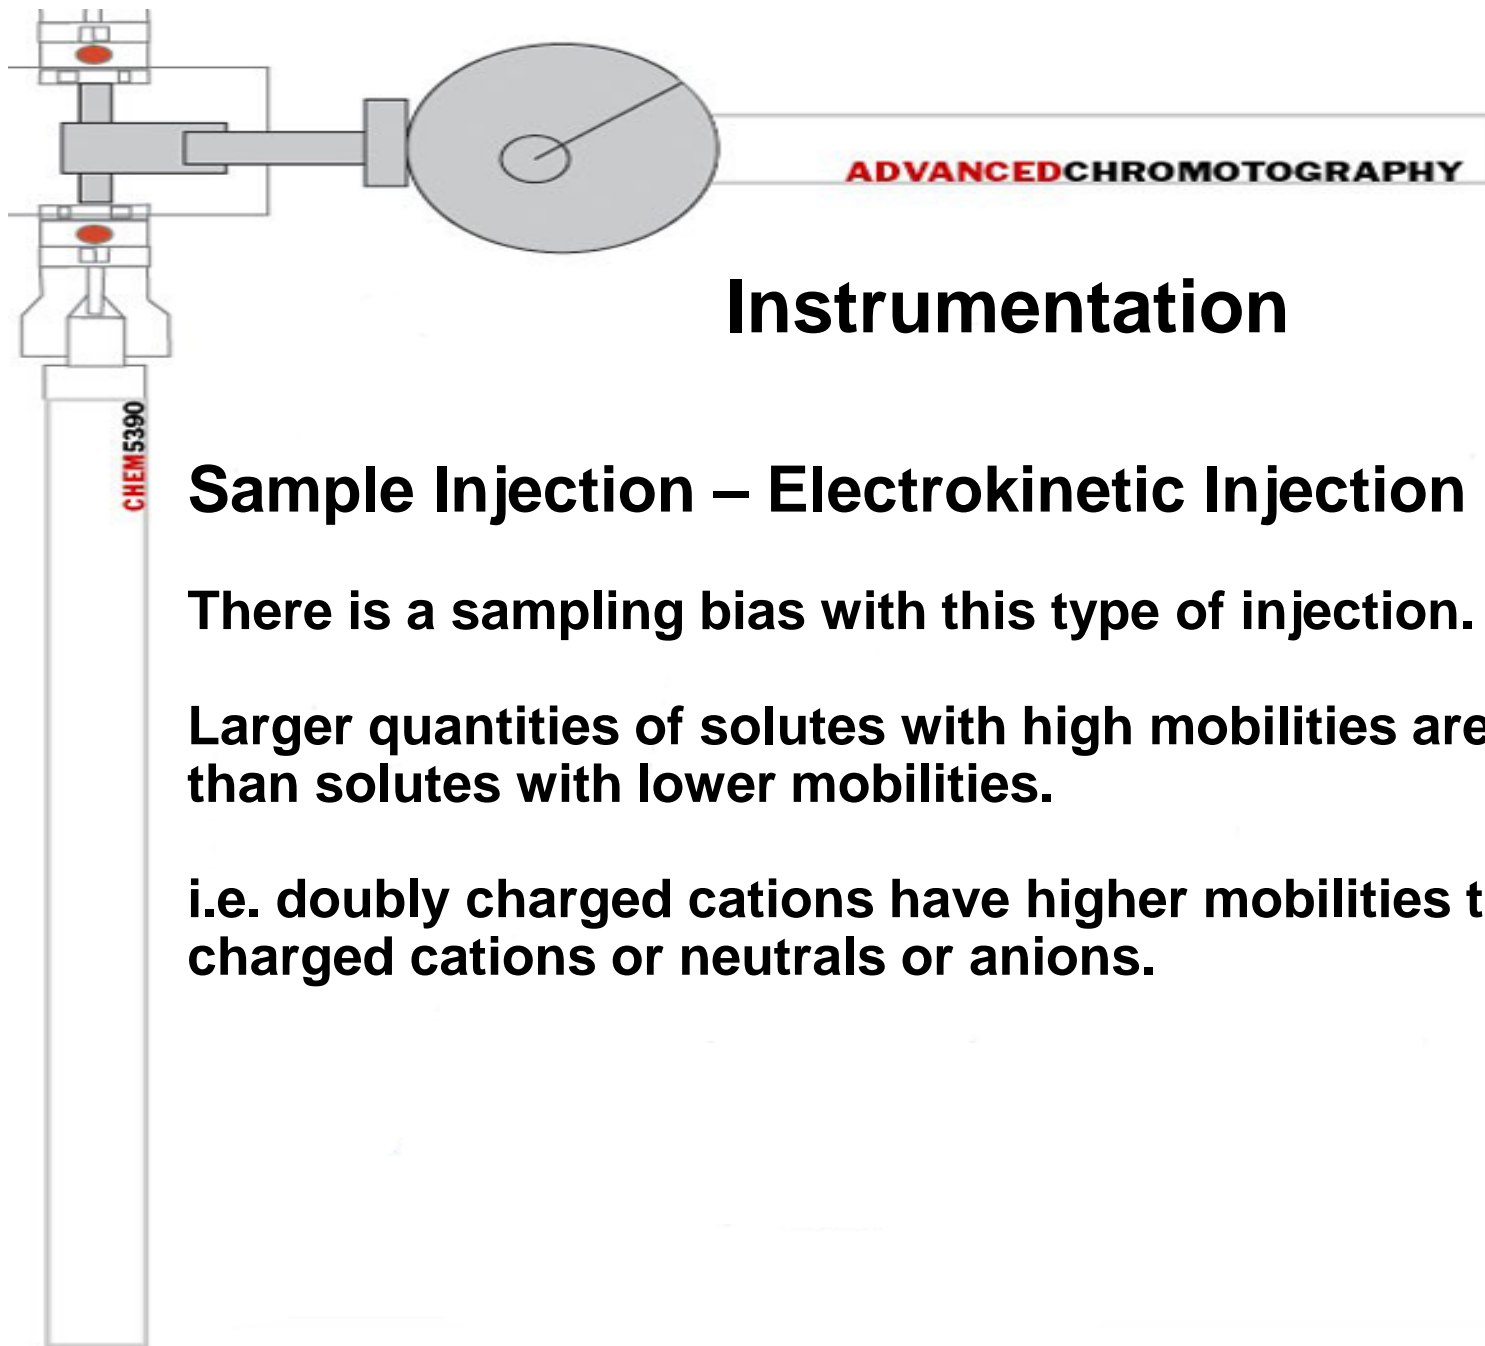 ADVANCEDCHROMOTOGRAPHY
Instrumentation
CHEM5390
Sample Injection – Electrokinetic Injection
There is a sampling bias with this type of injection.
Larger quantities of solutes with high mobilities are
than solutes with lower mobilities.
i.e. doubly charged cations have higher mobilities
charged cations or neutrals or anions.